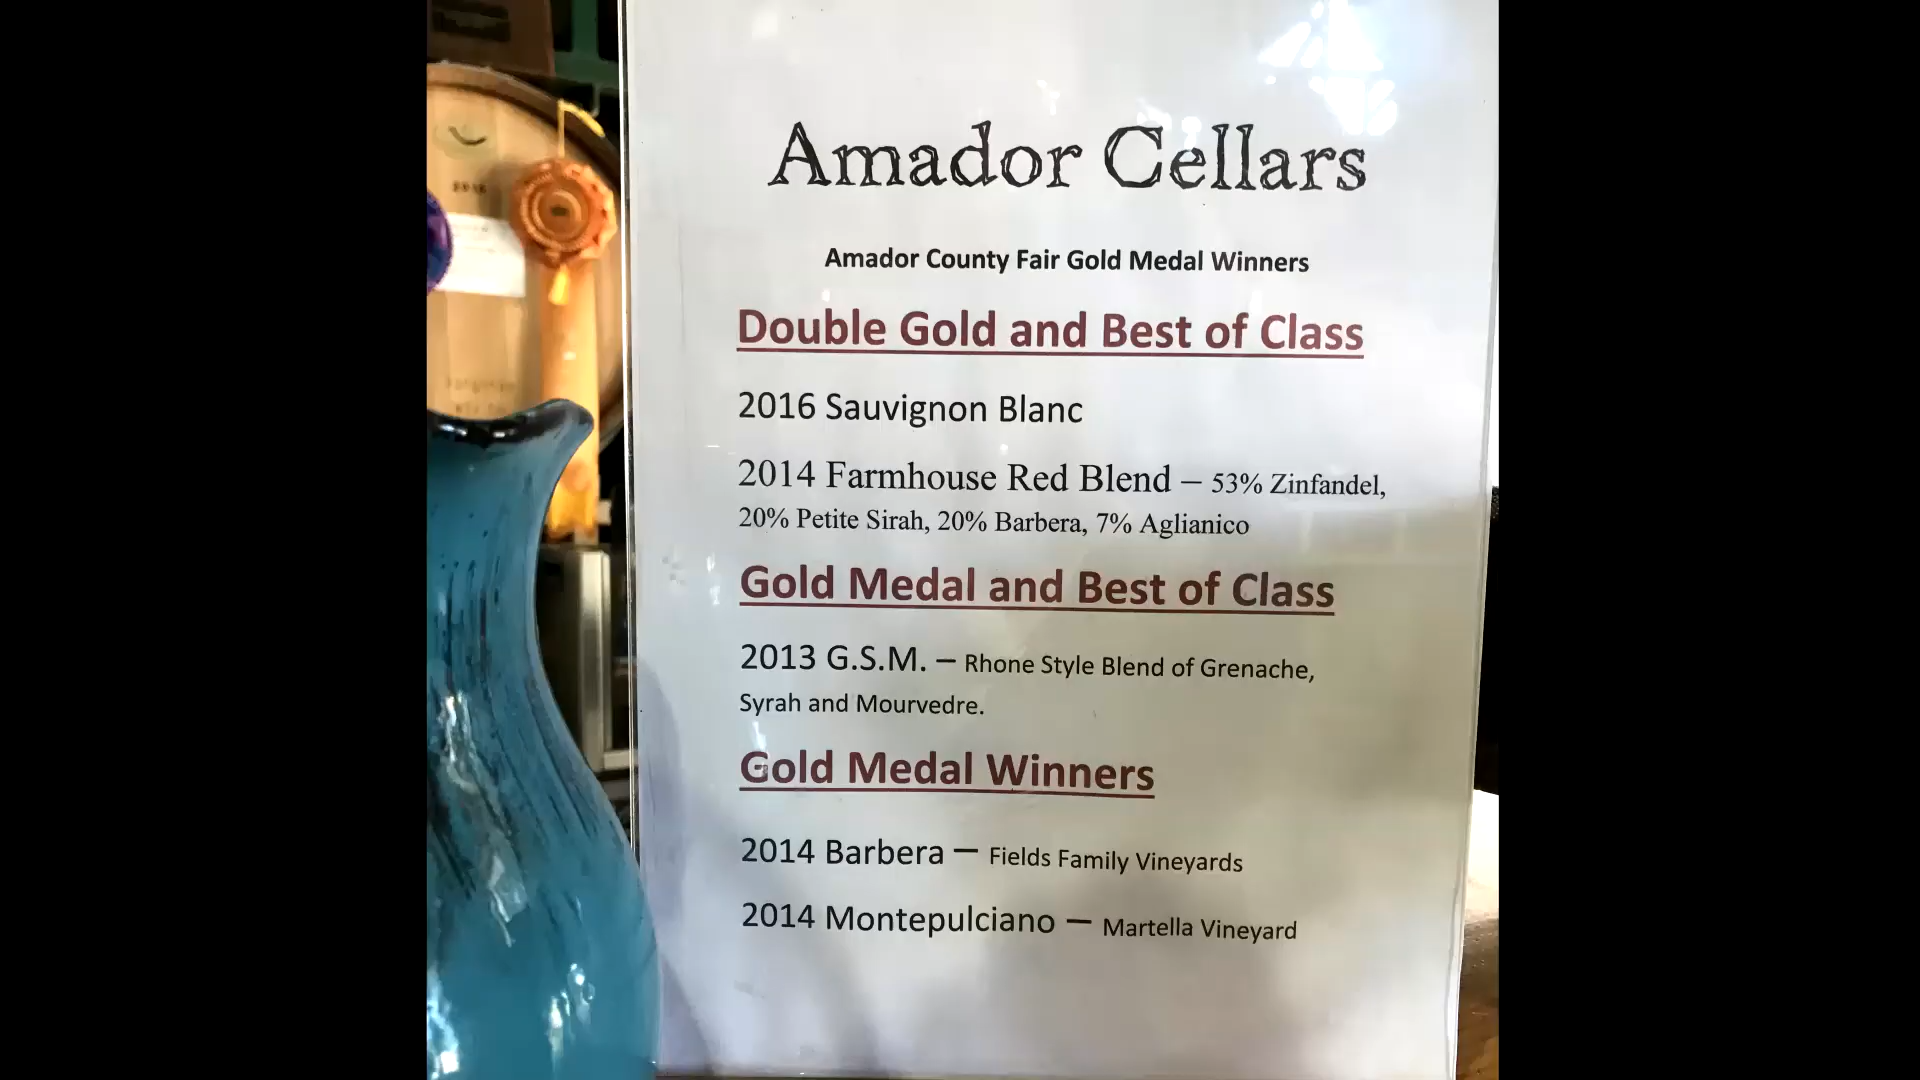 Amador Cellars
Amador County Fair Gold Medal Winners
Double Gold and Best of Class
2016 Sauvignon Blanc
2014 Farmhouse Red Blend – 53% Zinfandel,
20% Petite Sirah, 20% Barbera, 7% Aglianico
Gold Medal and Best of Class
2013 G.S.M. – Rhone Style Blend of Grenache,
Syrah and Mourvedre.
Gold Medal Winners
2014 Barbera – Fields Family Vineyards
2014 Montepulciano – Martella Vineyard